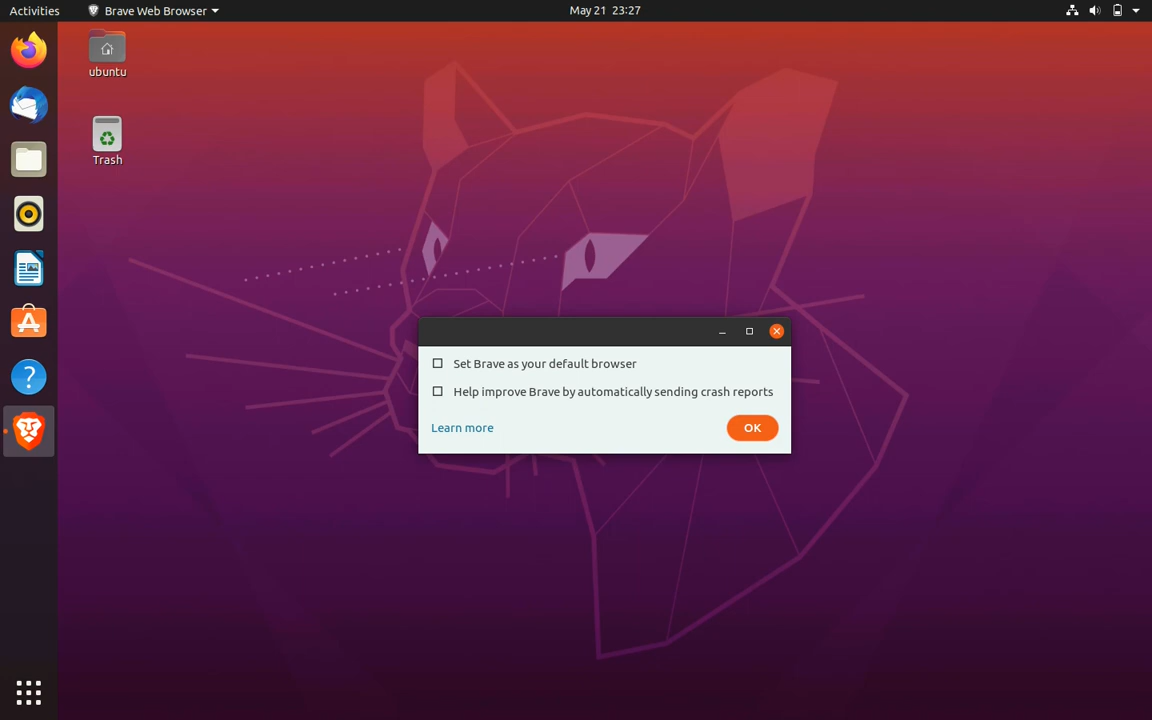 Activities
Brave Web Browser
May 21 23:27
ubuntu
Trash
Set Brave as your default browser
Help improve Brave by automatically sending crash reports
Learn more
OK